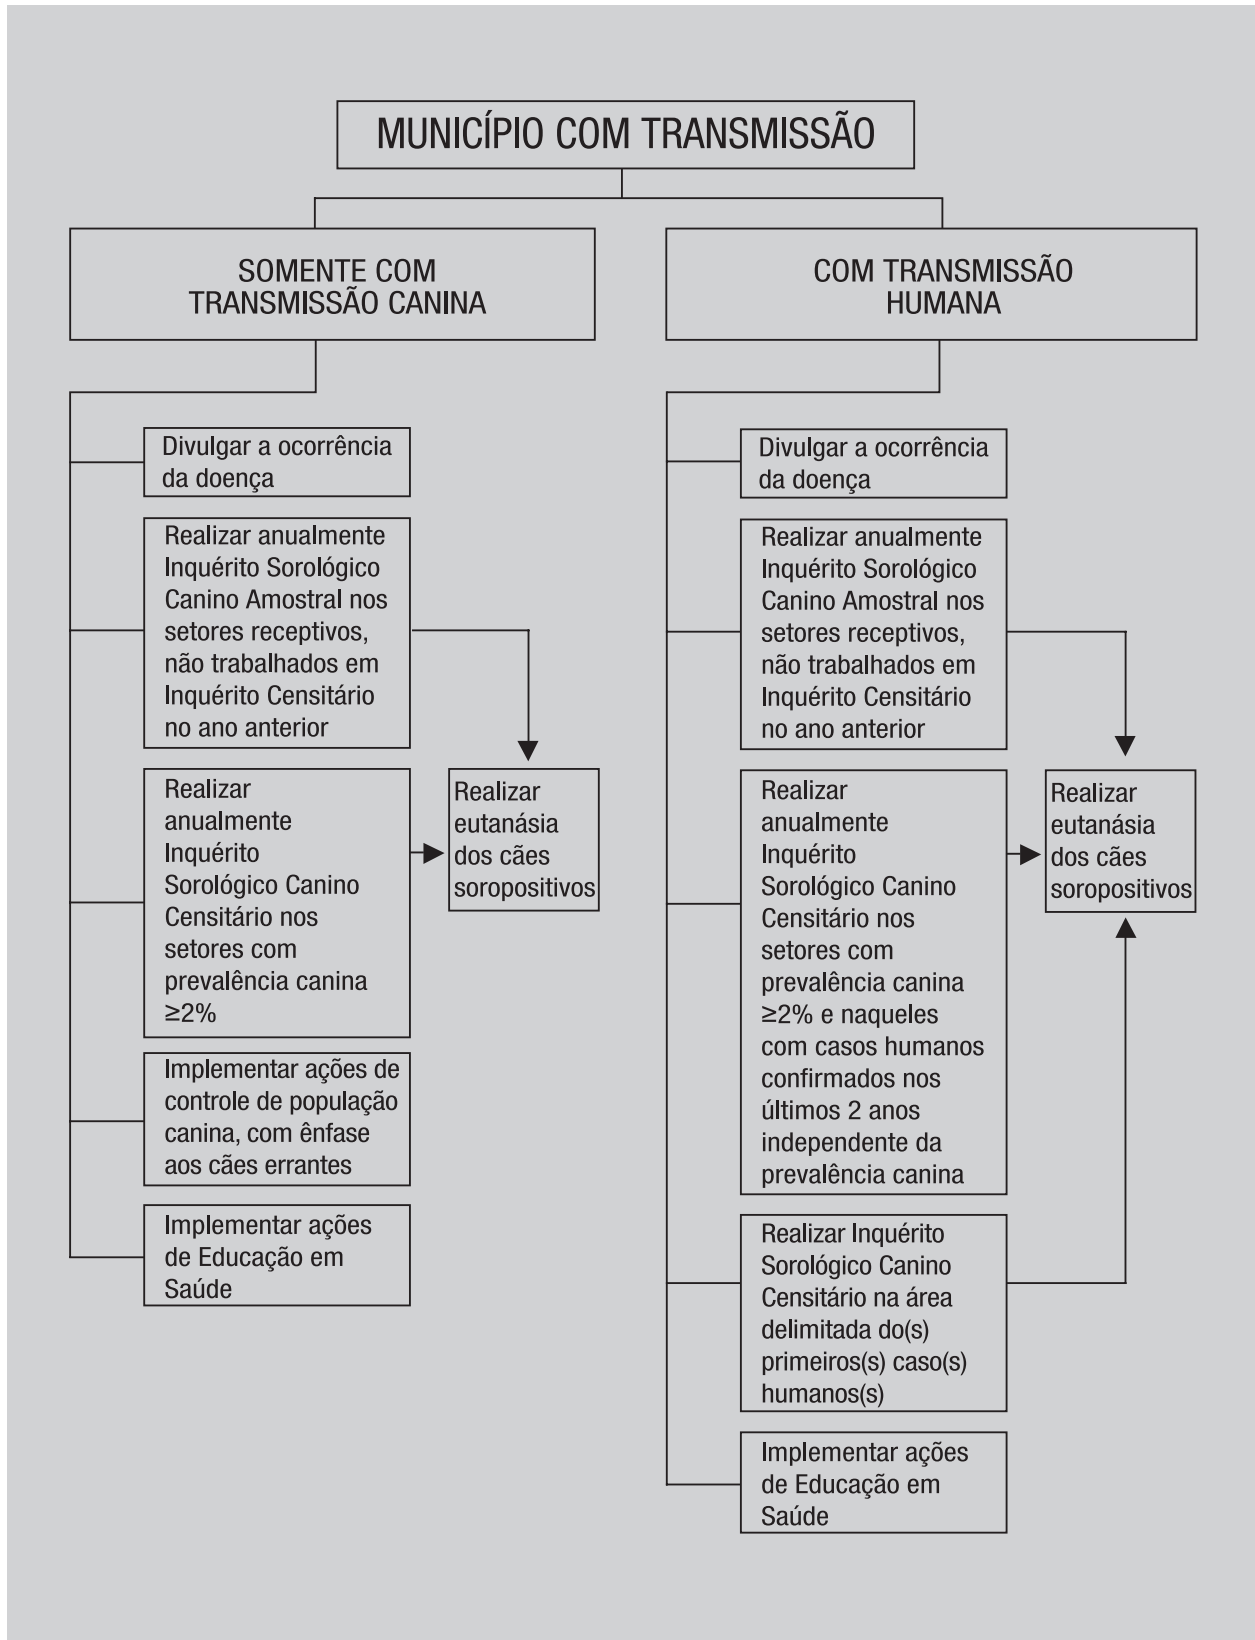 MUNICÍPIO COM TRANSMISSÃO
SOMENTE COM
TRANSMISSÃO CANINA
Divulgar a ocorrência
da doença
Realizar anualmente
Inquérito Sorológico
Canino Amostral nos
setores receptivos,
não trabalhados em
Inquérito Censitário
no ano anterior
Realizar
anualmente
Inquérito
Sorológico Canino
Censitário nos
setores com
prevalência canina
≥2%
Realizar
eutanásia
dos cães
soropositivos
Implementar ações de
controle de população
canina, com ênfase
aos cães errantes
Implementar ações
de Educação em
Saúde
COM TRANSMISSÃO
HUMANA
Divulgar a ocorrência
da doença
Realizar anualmente
Inquérito Sorológico
Canino Amostral nos
setores receptivos,
não trabalhados em
Inquérito Censitário
no ano anterior
Realizar
anualmente
Inquérito
Sorológico Canino
Censitário nos
setores com
prevalência canina
≥2% e naqueles
com casos humanos
confirmados nos
últimos 2 anos
independente da
prevalência canina
Realizar
eutanásia
dos cães
soropositivos
Realizar Inquérito
Sorológico Canino
Censitário na área
delimitada do(s)
primeiros(s) caso(s)
humanos(s)
Implementar ações
de Educação em
Saúde